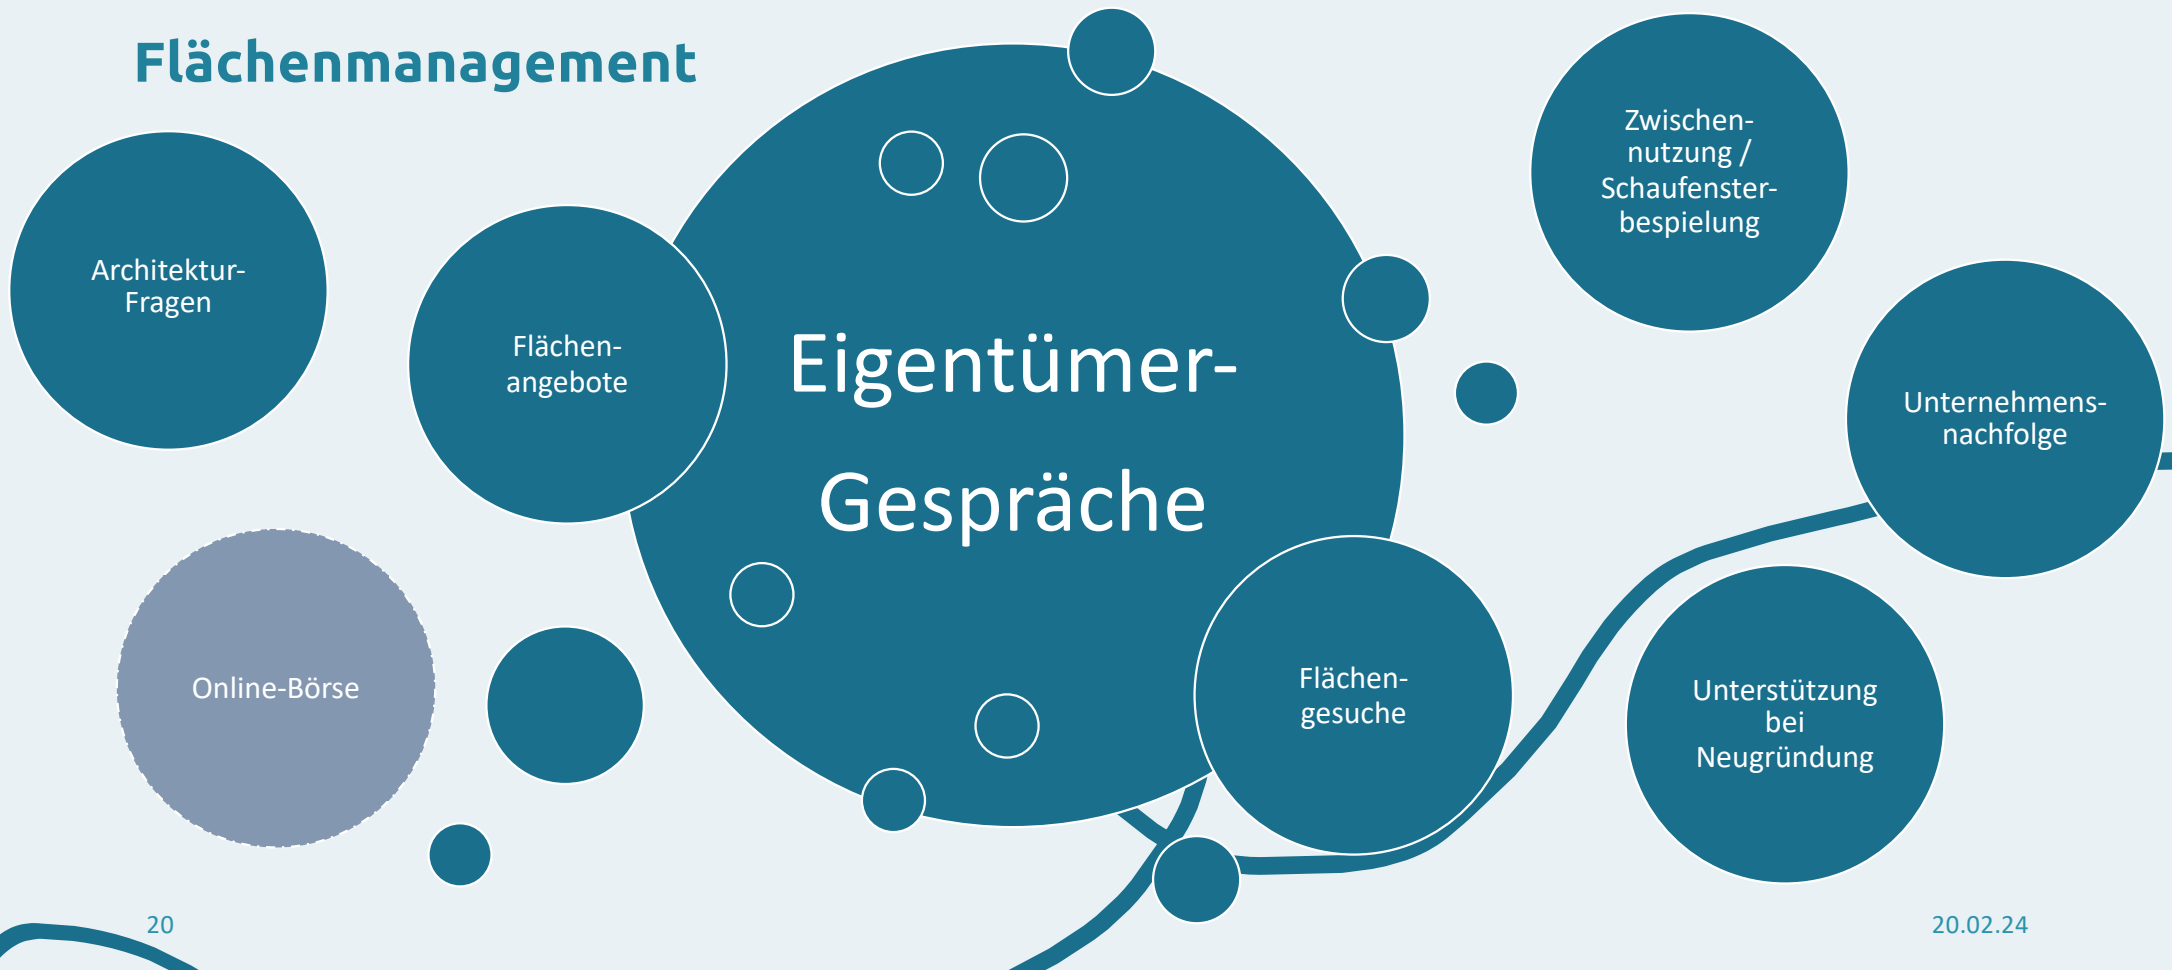 Flächenmanagement
Architektur-
Fragen
Flächen-
angebote
Eigentümer-
Gespräche
Zwischen-
nutzung /
Schaufenster-
bespielung
Unternehmens-
nachfolge
Online-Börse
Flächen-
gesuche
Unterstützung
bei
Neugründung
20
20.02.24